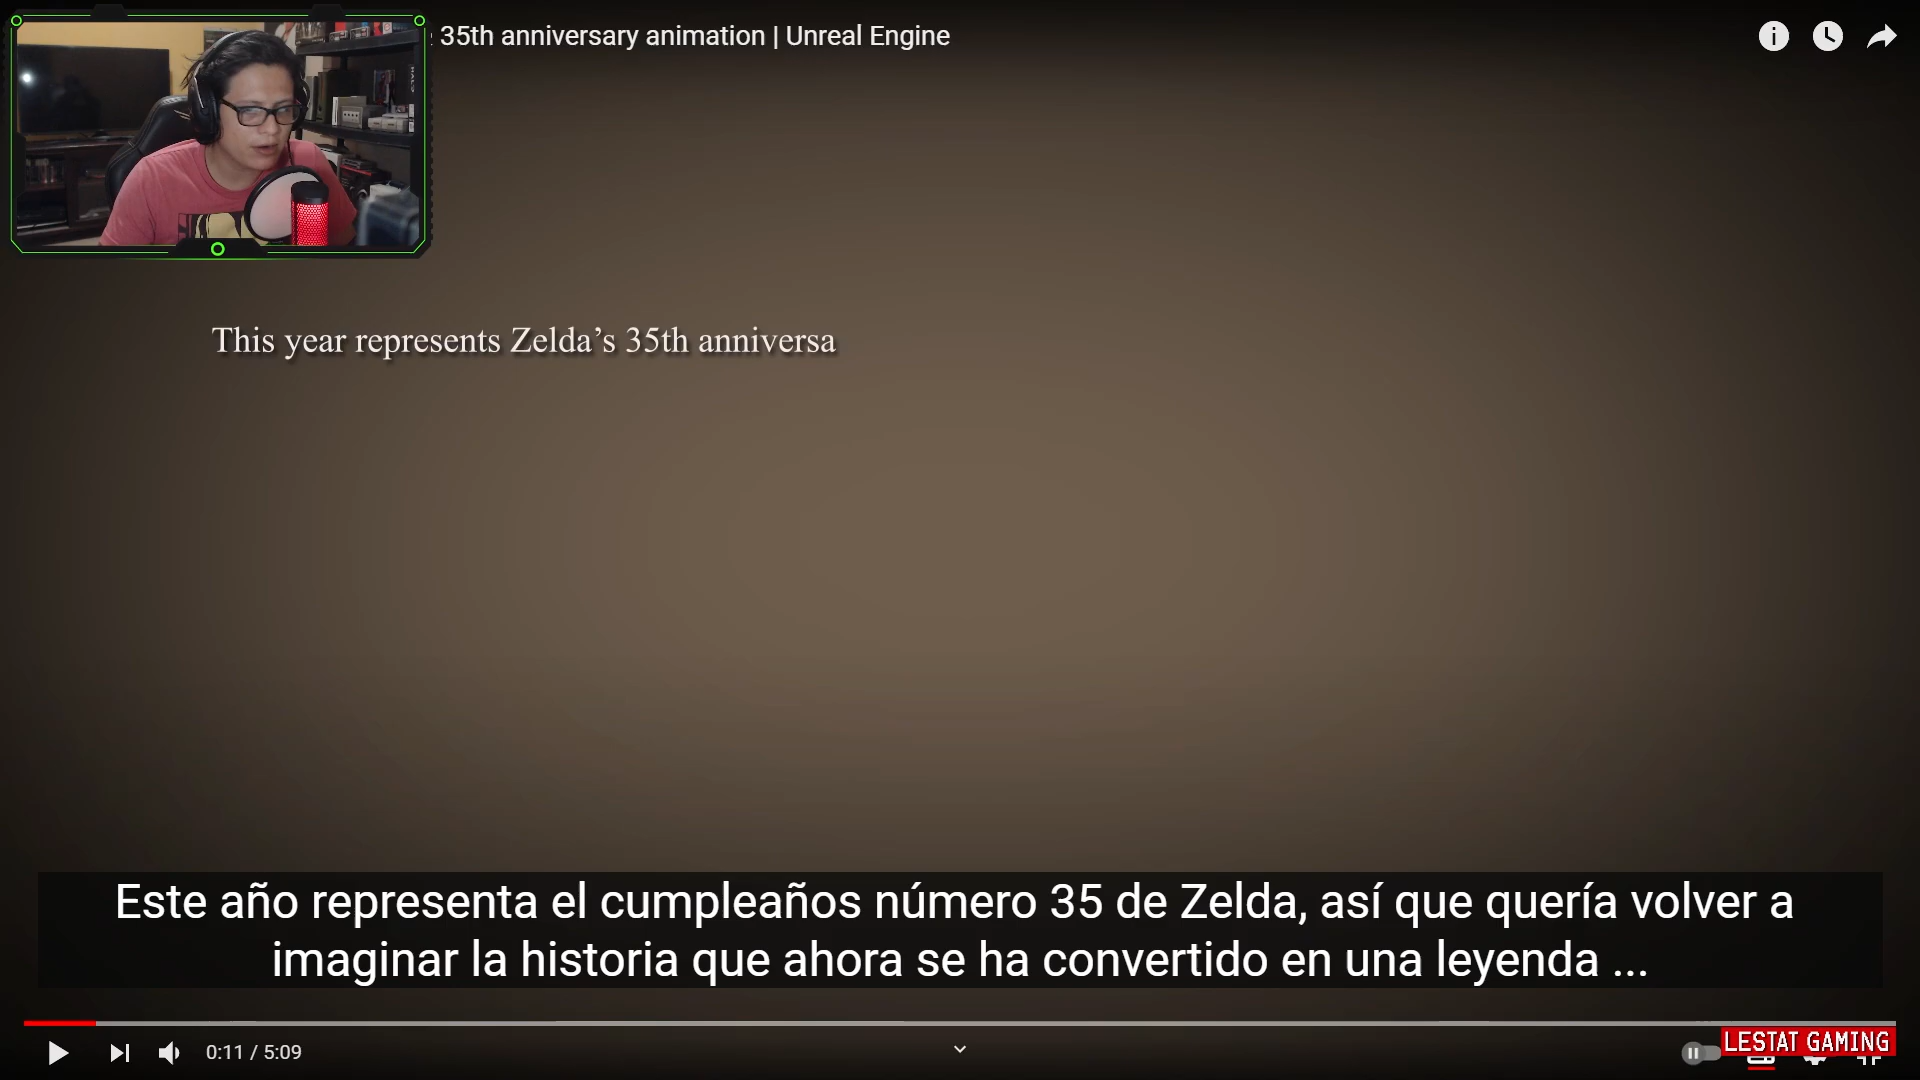 35th anniversary animation | Unreal Engine
This year represents Zelda’s 35th anniversa
Este año representa el cumpleaños número 35 de Zelda, así que quería volver a
imaginar la historia que ahora se ha convertido en una leyenda ...
0:11 / 5:09
LESTAT GAMING